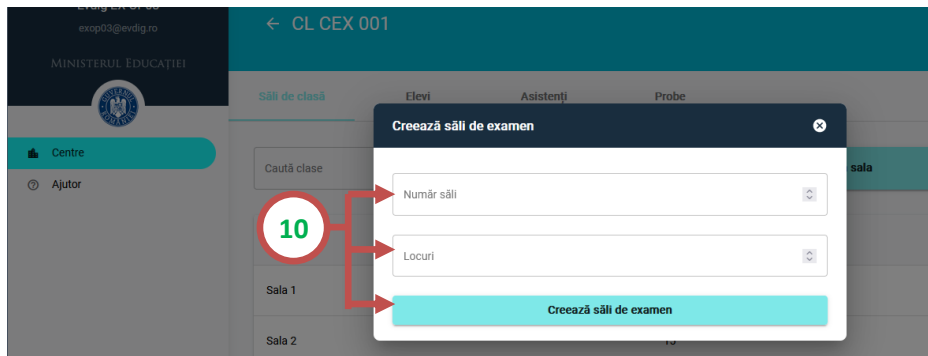 exop03@evdig.ro
← CL CEX 001
MINISTERUL EDUCAȚIEI
Săli de clasă
Elevi
Asistenți
Probe
Creează săli de examen
Centre
Caută clase
sala
Ajutor
Număr săli
10
Locuri
Sala 1
Creează săli de examen
Sala 2